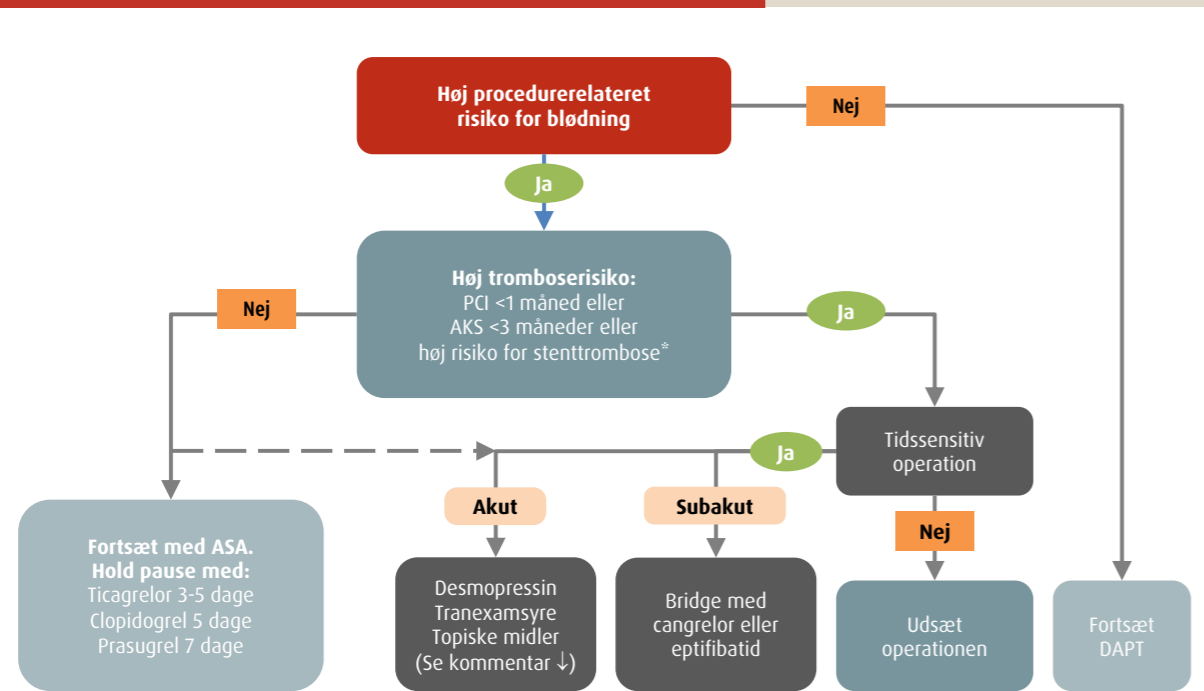 Høj procedurerelateret
risiko for blødning
Nej
Ja
Høj tromboserisiko:
PCI <1 måned eller
AKS <3 måneder eller
høj risiko for stenttrombose*
Nej
Ja
Tidssensitiv
operation
Ja
Akut
Subakut
Nej
Fortsæt med ASA.
Hold pause med:
Ticagrelor 3-5 dage
Clopidogrel 5 dage
Prasugrel 7 dage
Desmopressin
Tranexamsyre
Topiske midler
(Se kommentar ↓)
Bridge med
cangrelor eller
eptifibatid
Udsæt
operationen
Fortsæt
DAPT